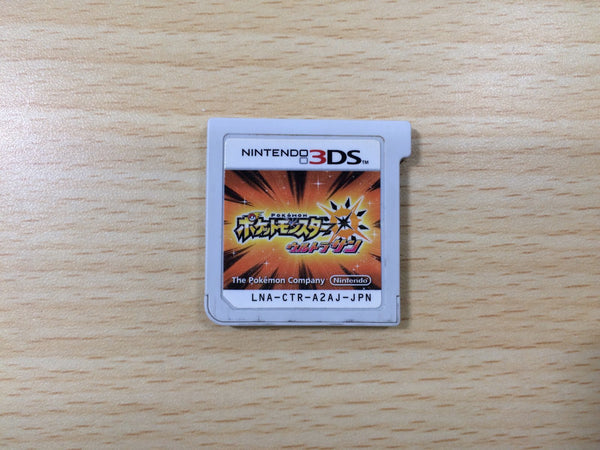 NINTENDO 3DS™
POKÉMON
ポケットモンスター
ウルトラサン
The Pokémon Company Nintendo
LNA-CTR-A2AJ-JPN